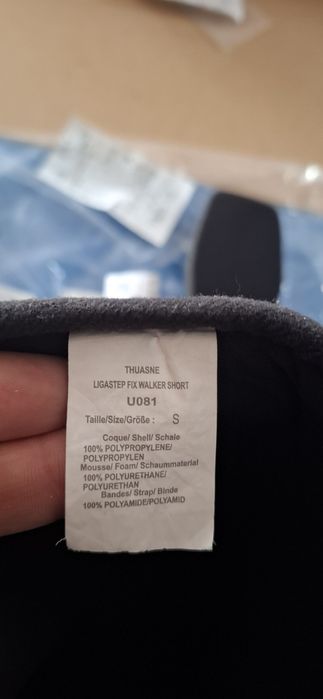 THUASNE
LIGASTEP FIX WALKER SHORT
U081
Taille/Size/Größe : S
Coque/ Shell/ Schale
100% POLYPROPYLENE/
POLYPROPYLEN
Mousse/ Foam/ Schaummaterial
100% POLYURETHANE/
POLYURETHAN
Bandes/ Strap/ Binde
100% POLYAMIDE/POLYAMID